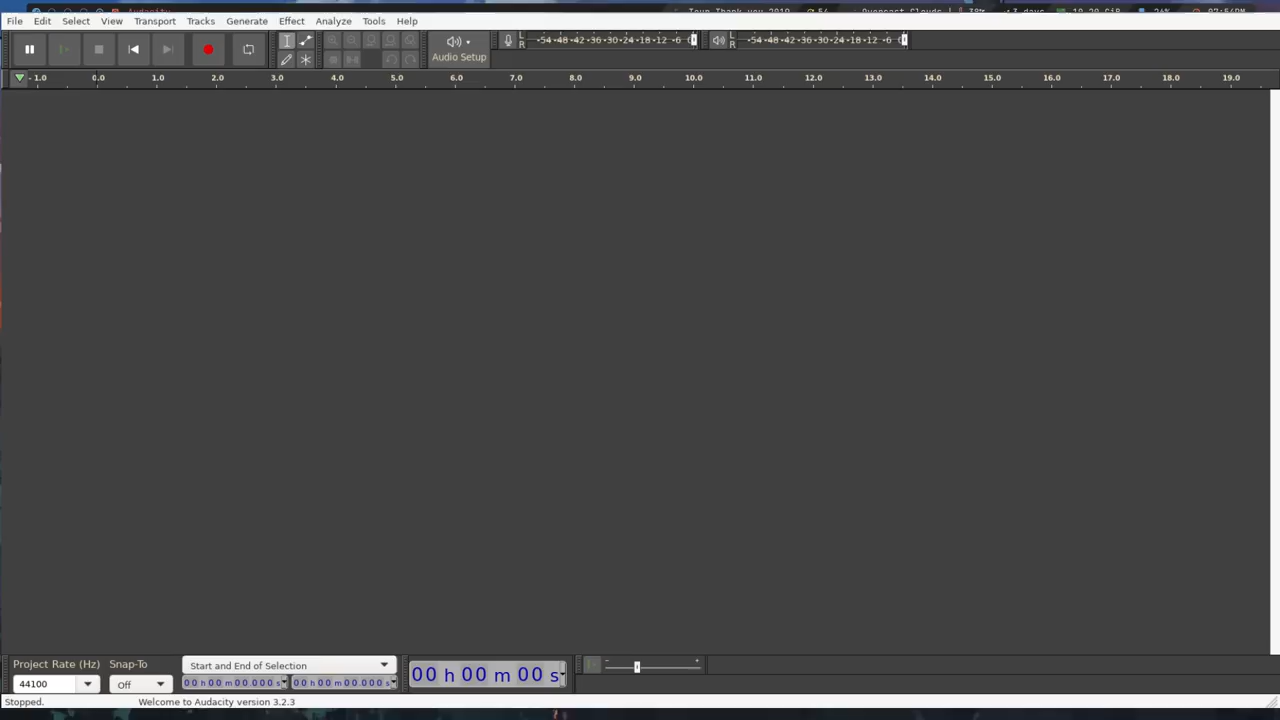 Audacity
3 days
07:54PM
File Edit Select View Transport Tracks Generate Effect Analyze Tools Help
L
R
-54 -48 -42 -36 -30 -24 -18 -12 -6 0
L
R
-54 -48 -42 -36 -30 -24 -18 -12 -6 0
Audio Setup
- 1.0 0.0 1.0 2.0 3.0 4.0 5.0 6.0 7.0 8.0 9.0 10.0 11.0 12.0 13.0 14.0 15.0 16.0 17.0 18.0 19.0
Project Rate (Hz) Snap-To Start and End of Selection
44100 Off 00 h 00 m 00.000 s 00 h 00 m 00.000 s
00 h 00 m 00 s
Stopped. Welcome to Audacity version 3.2.3